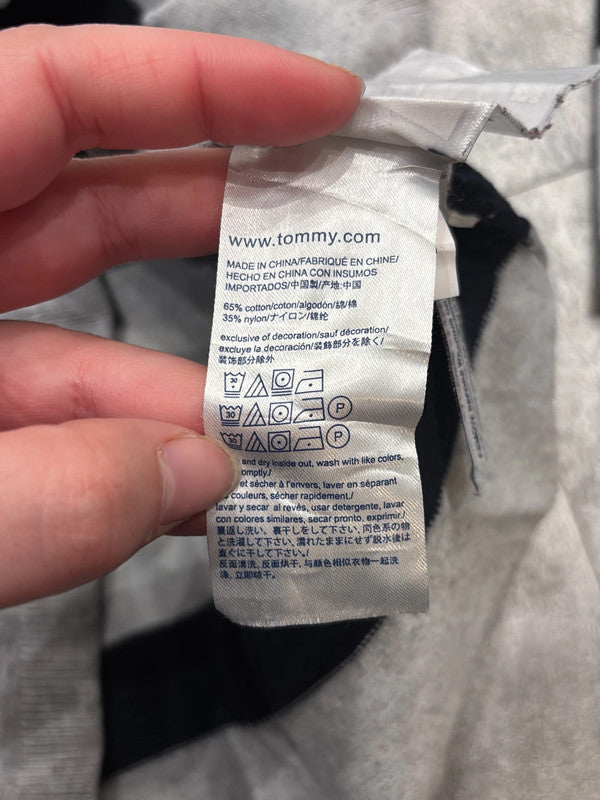 www.tommy.com
MADE IN CHINA/FABRIQUÉ EN CHINE/
HECHO EN CHINA CON INSUMOS
IMPORTADOS/中国製/产地:中国
65% cotton/coton/algodón/綿/棉
35% nylon/ナイロン/锦纶
exclusive of decoration/sauf décoration/
excluye la decoración/装飾部分を除く/
装饰部分除外
30
30 P
30 P
and dry inside out, wash with like colors,
omptly./
et sécher à l'envers, laver en séparant
couleurs, sécher rapidement./
lavar y secar al revés, usar detergente, lavar
con colores similares, secar pronto. exprimir./
裏返し洗い、裏干しをして下さい。同色系の物
と洗濯して下さい。濡れたままにせず脱水後は
直ぐに干して下さい。/
反面清洗, 反面烘干, 与颜色相似衣物一起洗
涤, 立即晾干。